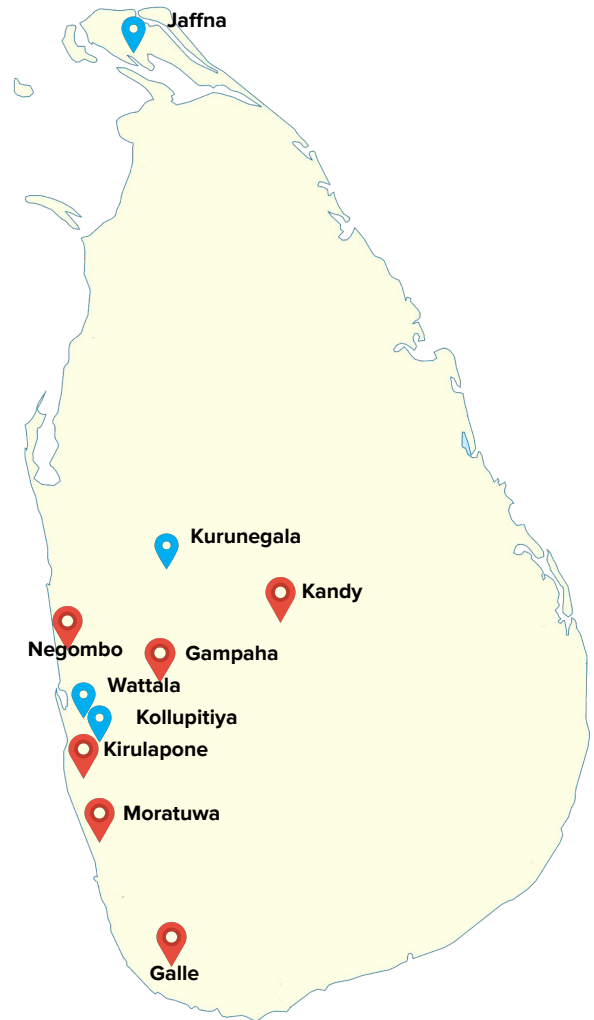 Jaffna
Kurunegala
Kandy
Negombo
Gampaha
Wattala
Kollupitiya
Kirulapone
Moratuwa
Galle